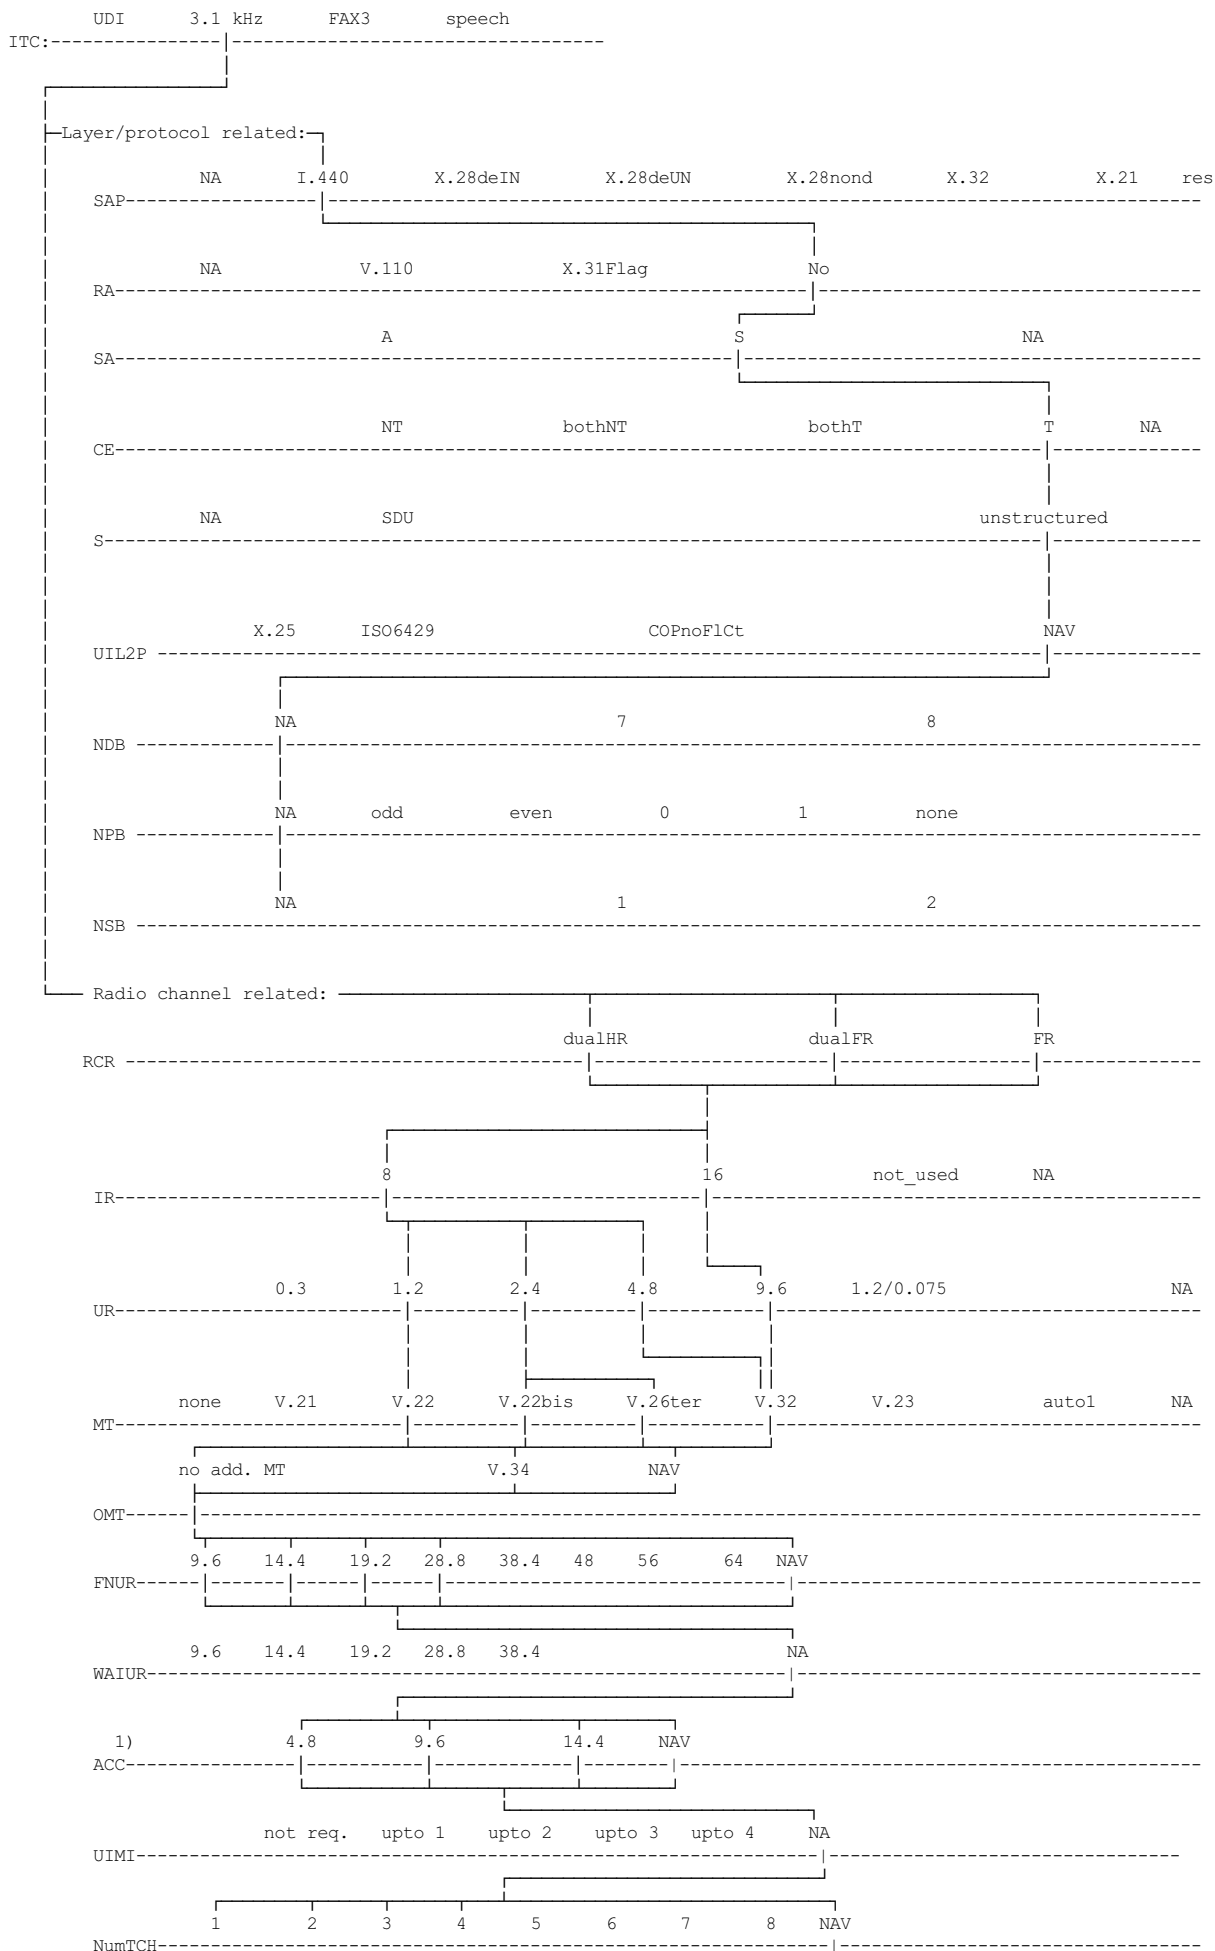 UDI 3.1 kHz FAX3 speech
ITC:
Layer/protocol related:
NA I.440 X.28deIN X.28deUN X.28nond X.32 X.21 res
SAP
NA V.110 X.31Flag No
RA
A S NA
SA
NT bothNT bothT T NA
CE
NA SDU unstructured
S
X.25 ISO6429 COPnoFlCt NAV
UIL2P
NA 7 8
NDB
NA odd even 0 1 none
NPB
NA 1 2
NSB
Radio channel related:
dualHR dualFR FR
RCR
8 16 not_used NA
IR
0.3 1.2 2.4 4.8 9.6 1.2/0.075 NA
UR
none V.21 V.22 V.22bis V.26ter V.32 V.23 auto1 NA
MT
no add. MT V.34 NAV
OMT
9.6 14.4 19.2 28.8 38.4 48 56 64 NAV
FNUR
9.6 14.4 19.2 28.8 38.4 NA
WAIUR
1) 4.8 9.6 14.4 NAV
ACC
not req. upto 1 upto 2 upto 3 upto 4 NA
UIMI
1 2 3 4 5 6 7 8 NAV
NumTCH